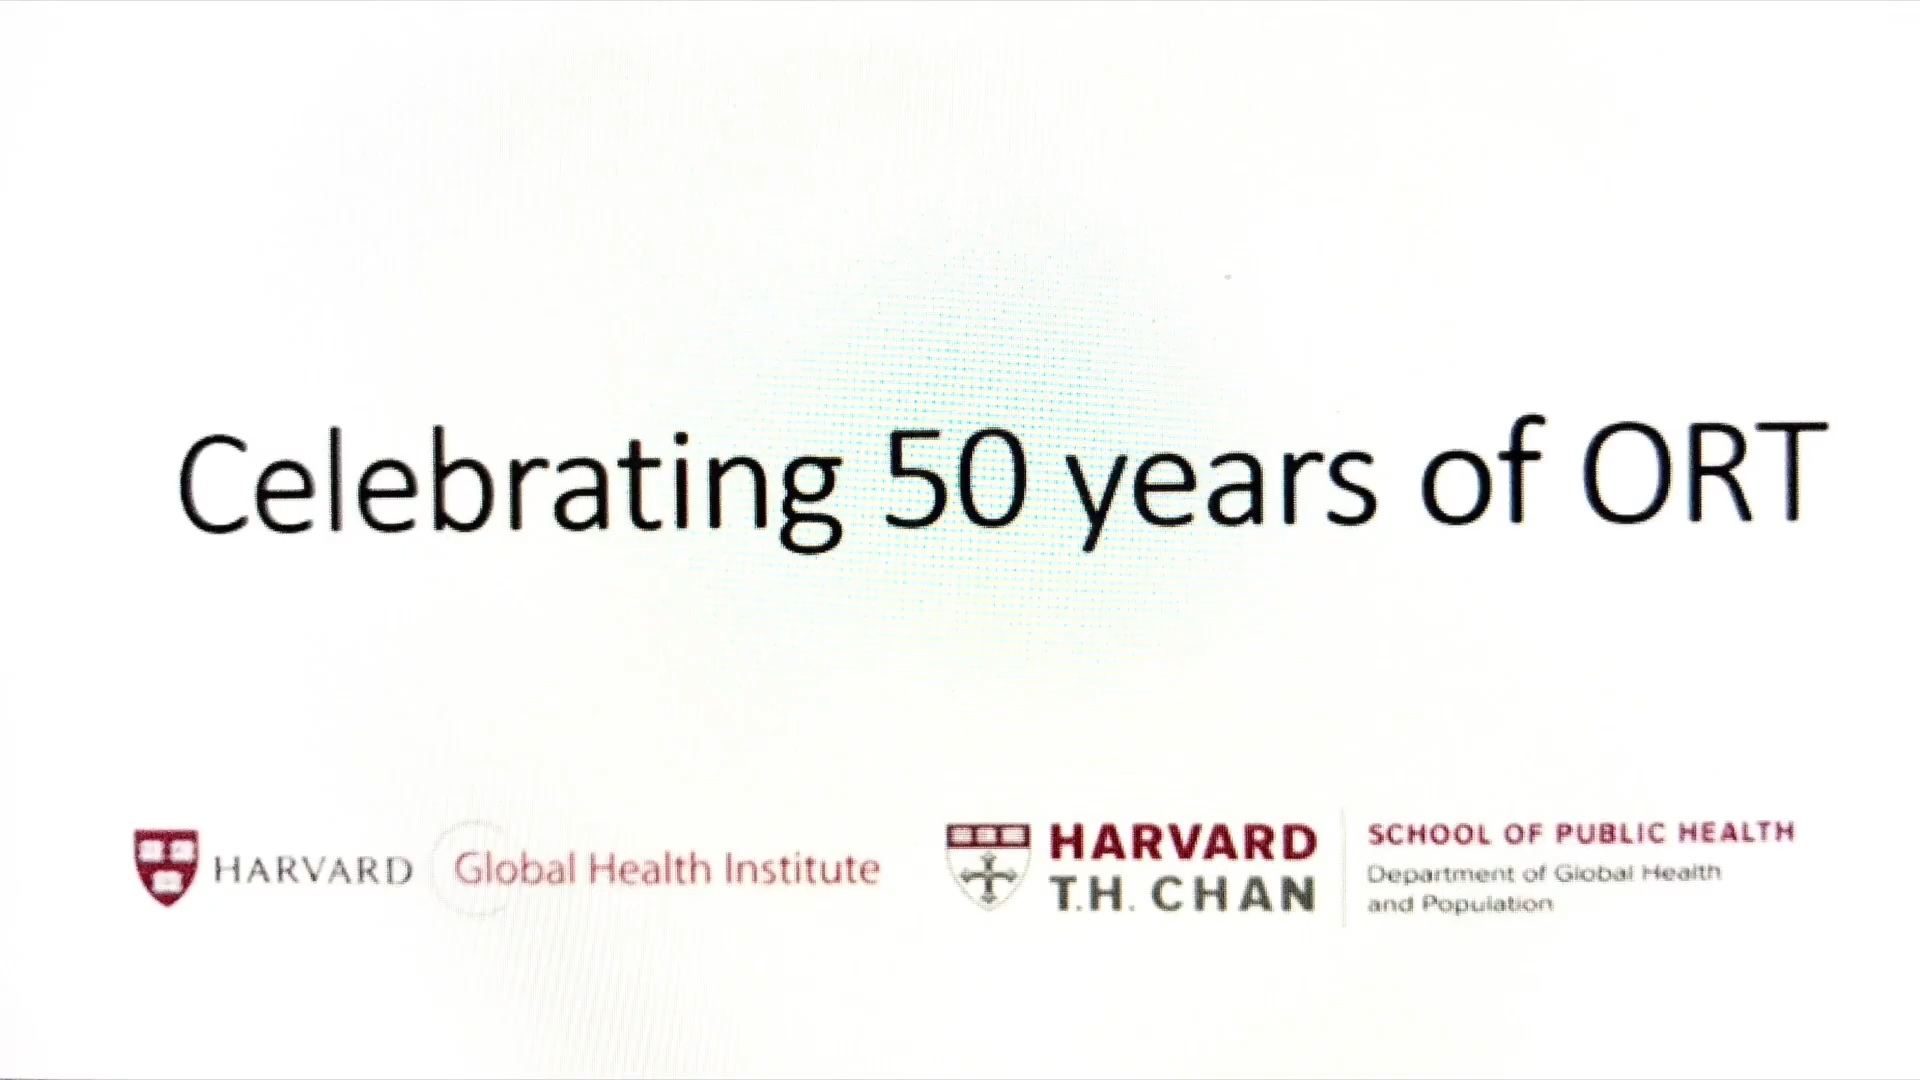 Celebrating 50 years of ORT
HARVARD Global Health Institute
HARVARD
T.H. CHAN
SCHOOL OF PUBLIC HEALTH
Department of Global Health
and Population